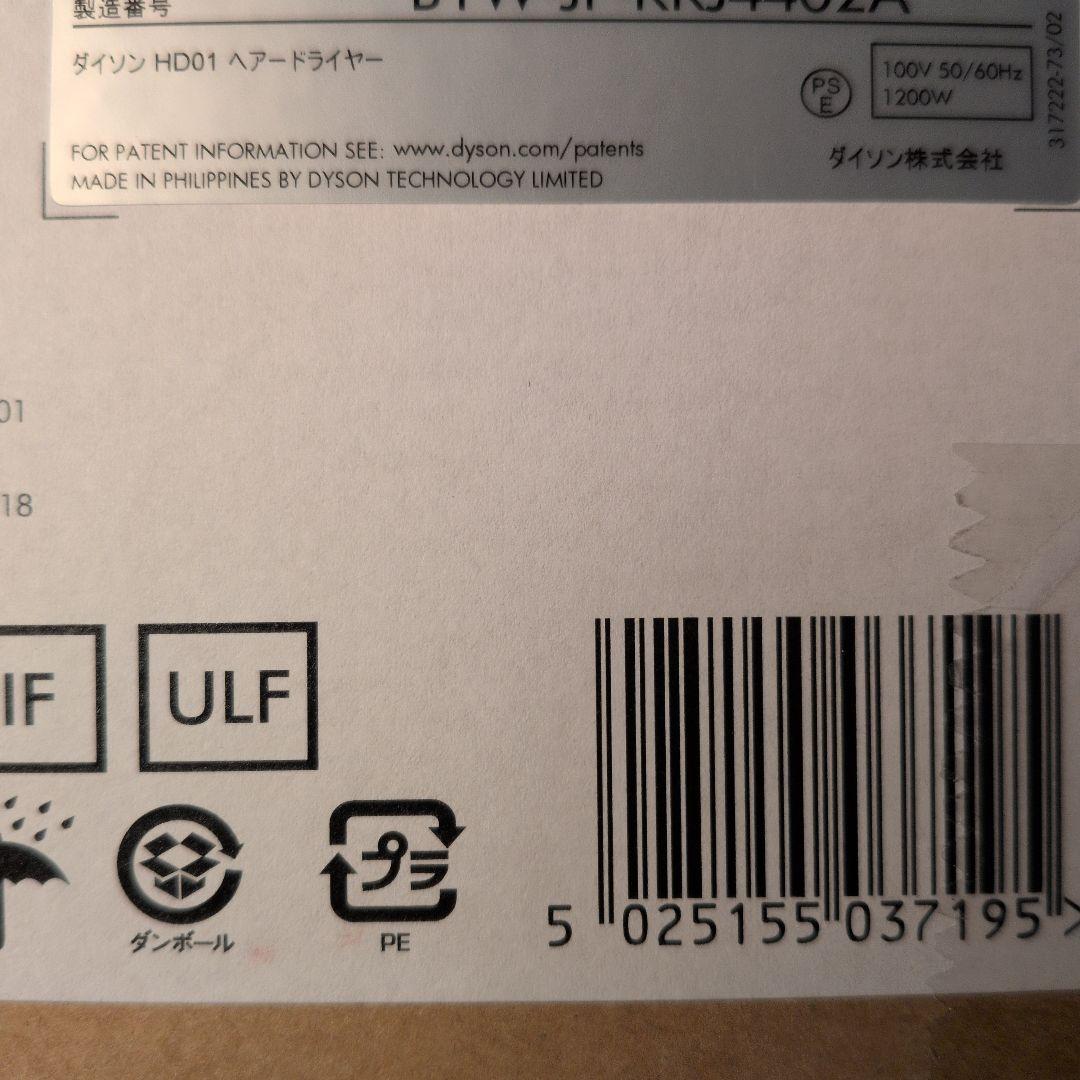 製造番号
ダイソン HD01 ヘアードライヤー
PS
E
100V 50/60Hz
1200W
317222-73/02
FOR PATENT INFORMATION SEE: www.dyson.com/patents
MADE IN PHILIPPINES BY DYSON TECHNOLOGY LIMITED
ダイソン株式会社
01
18
IF
ULF
プラ
ダンボール
PE
5 025155 037195 >